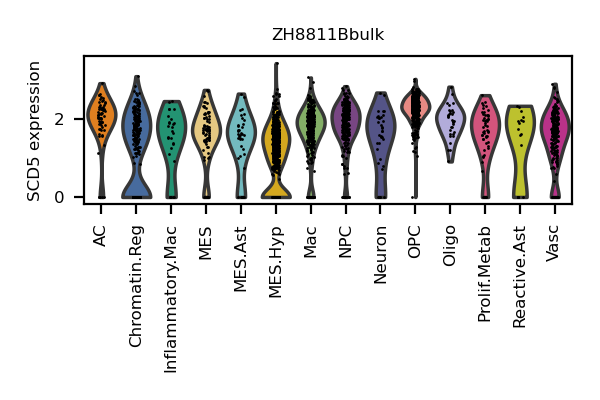 ZH8811Bbulk
SCD5 expression
2
0
AC
Chromatin.Reg
Inflammatory.Mac
MES
MES.Ast
MES.Hyp
Mac
NPC
Neuron
OPC
Oligo
Prolif.Metab
Reactive.Ast
Vasc